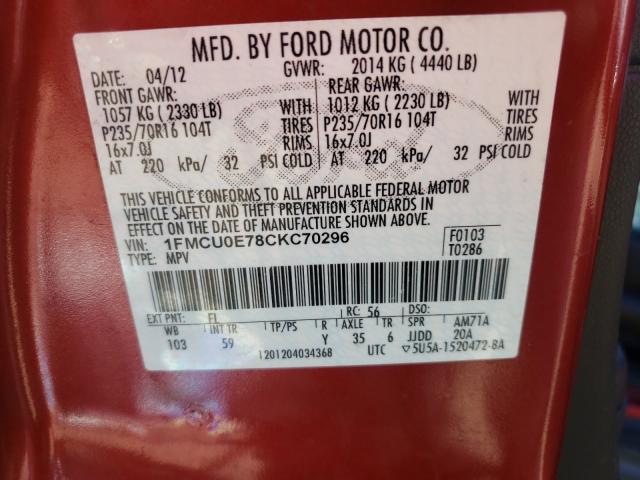 MFD. BY FORD MOTOR CO.
DATE: 04/12 GVWR: 2014 KG ( 4440 LB)
FRONT GAWR: REAR GAWR:
1057 KG ( 2330 LB) WITH 1012 KG ( 2230 LB) WITH
P235/70R16 104T TIRES P235/70R16 104T TIRES
16x7.0J RIMS 16x7.0J RIMS
AT 220 kPa/ 32 PSI COLD AT 220 kPa/ 32 PSI COLD
Ford
THIS VEHICLE CONFORMS TO ALL APPLICABLE FEDERAL MOTOR
VEHICLE SAFETY AND THEFT PREVENTION STANDARDS IN
EFFECT ON THE DATE OF MANUFACTURE SHOWN ABOVE.
VIN: 1FMCU0E78CKC70296 F0103
TYPE: MPV T0286
EXT PNT: FL RC: 56 DSO:
WB INT TR TP/PS R AXLE TR SPR AM71A
103 59 Y 35 6 JJDD 20A
1201204034368 UTC ▽5U5A-1520472-BA